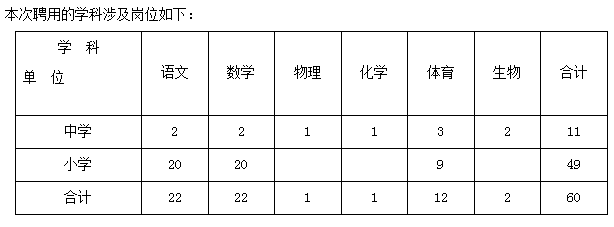 本次聘用的学科涉及岗位如下：
学 科
单 位 语文 数学 物理 化学 体育 生物 合计
中学 2 2 1 1 3 2 11
小学 20 20 9 49
合计 22 22 1 1 12 2 60